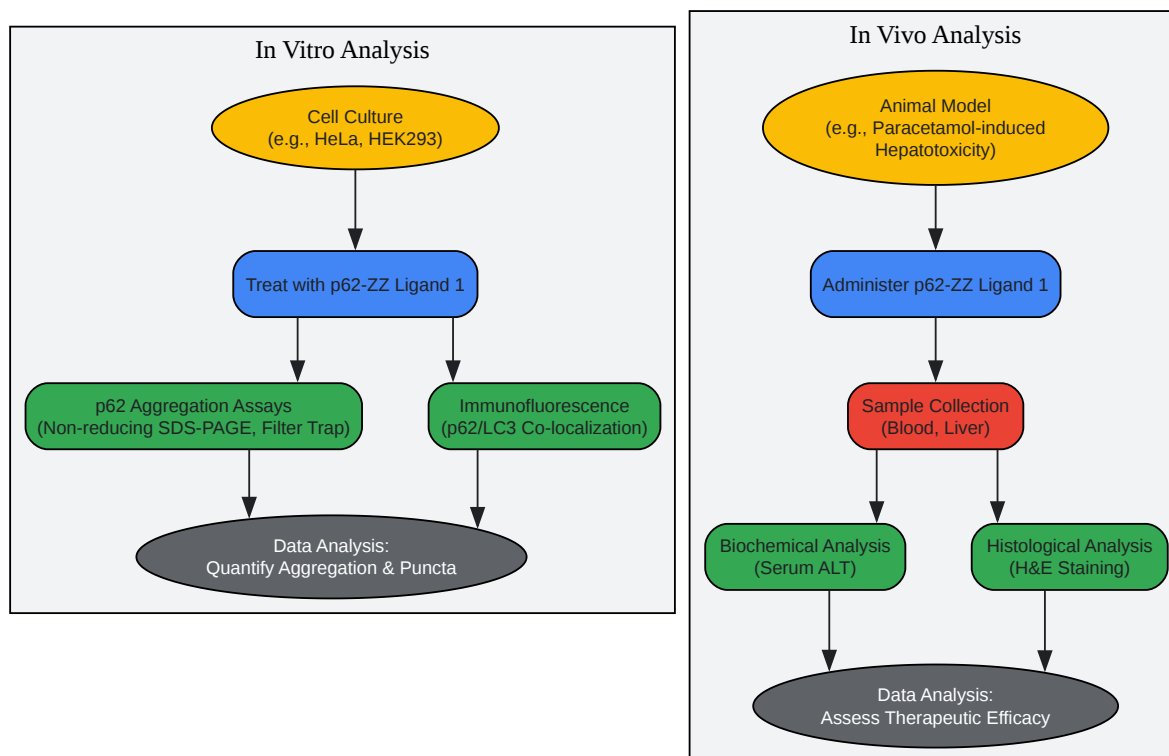 In Vitro Analysis
Cell Culture
(e.g., HeLa, HEK293)
Treat with p62-ZZ Ligand 1
p62 Aggregation Assays
(Non-reducing SDS-PAGE, Filter Trap)
Immunofluorescence
(p62/LC3 Co-localization)
Data Analysis:
Quantify Aggregation & Puncta
In Vivo Analysis
Animal Model
(e.g., Paracetamol-induced
Hepatotoxicity)
Administer p62-ZZ Ligand 1
Sample Collection
(Blood, Liver)
Biochemical Analysis
(Serum ALT)
Histological Analysis
(H&E Staining)
Data Analysis:
Assess Therapeutic Efficacy